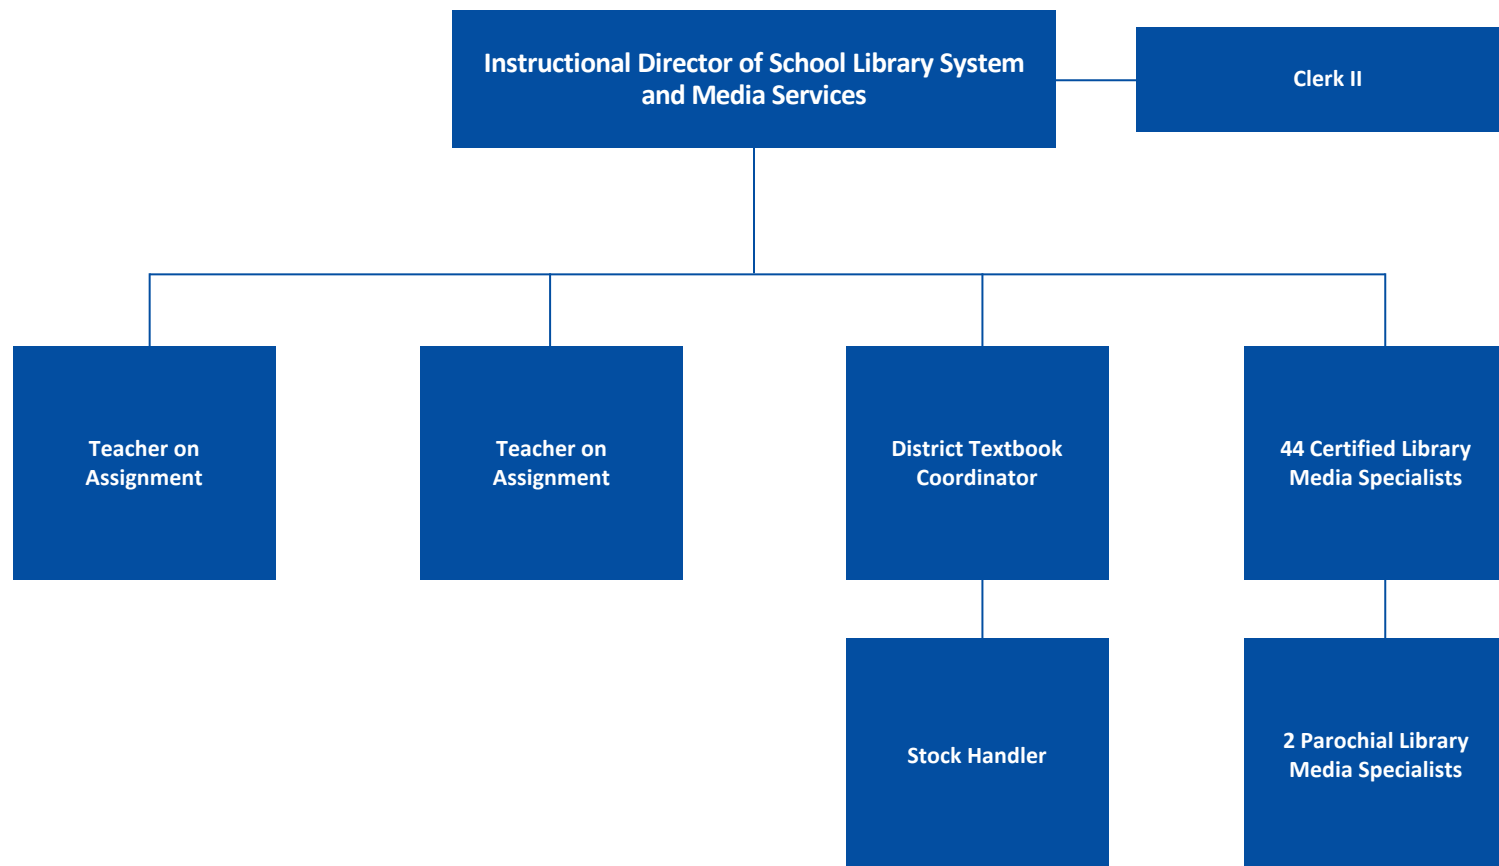 Instructional Director of School Library System
and Media Services
Clerk II
Teacher on
Assignment
Teacher on
Assignment
District Textbook
Coordinator
44 Certified Library
Media Specialists
Stock Handler
2 Parochial Library
Media Specialists